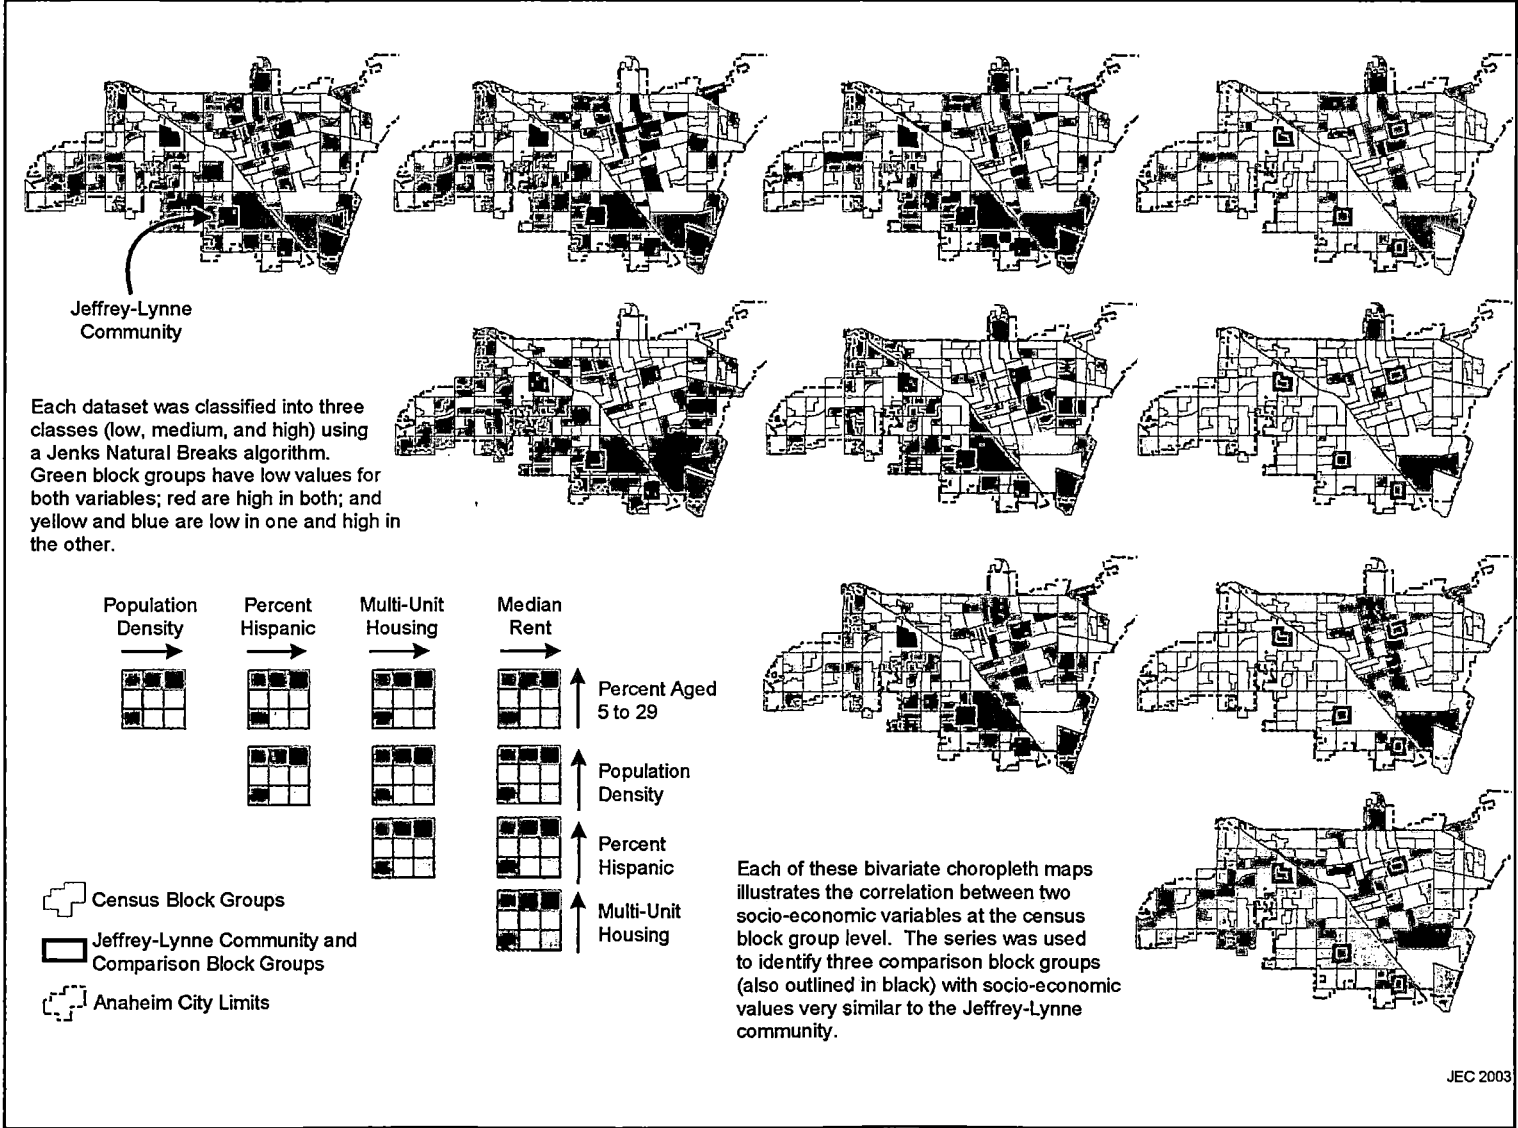 Jeffrey-Lynne
Community
Each dataset was classified into three
classes (low, medium, and high) using
a Jenks Natural Breaks algorithm.
Green block groups have low values for
both variables; red are high in both; and
yellow and blue are low in one and high in
the other.
Population
Density
Percent
Hispanic
Multi-Unit
Housing
Median
Rent
Percent Aged
5 to 29
Population
Density
Percent
Hispanic
Multi-Unit
Housing
Census Block Groups
Jeffrey-Lynne Community and
Comparison Block Groups
Anaheim City Limits
Each of these bivariate choropleth maps
illustrates the correlation between two
socio-economic variables at the census
block group level. The series was used
to identify three comparison block groups
(also outlined in black) with socio-economic
values very similar to the Jeffrey-Lynne
community.
JEC 2003